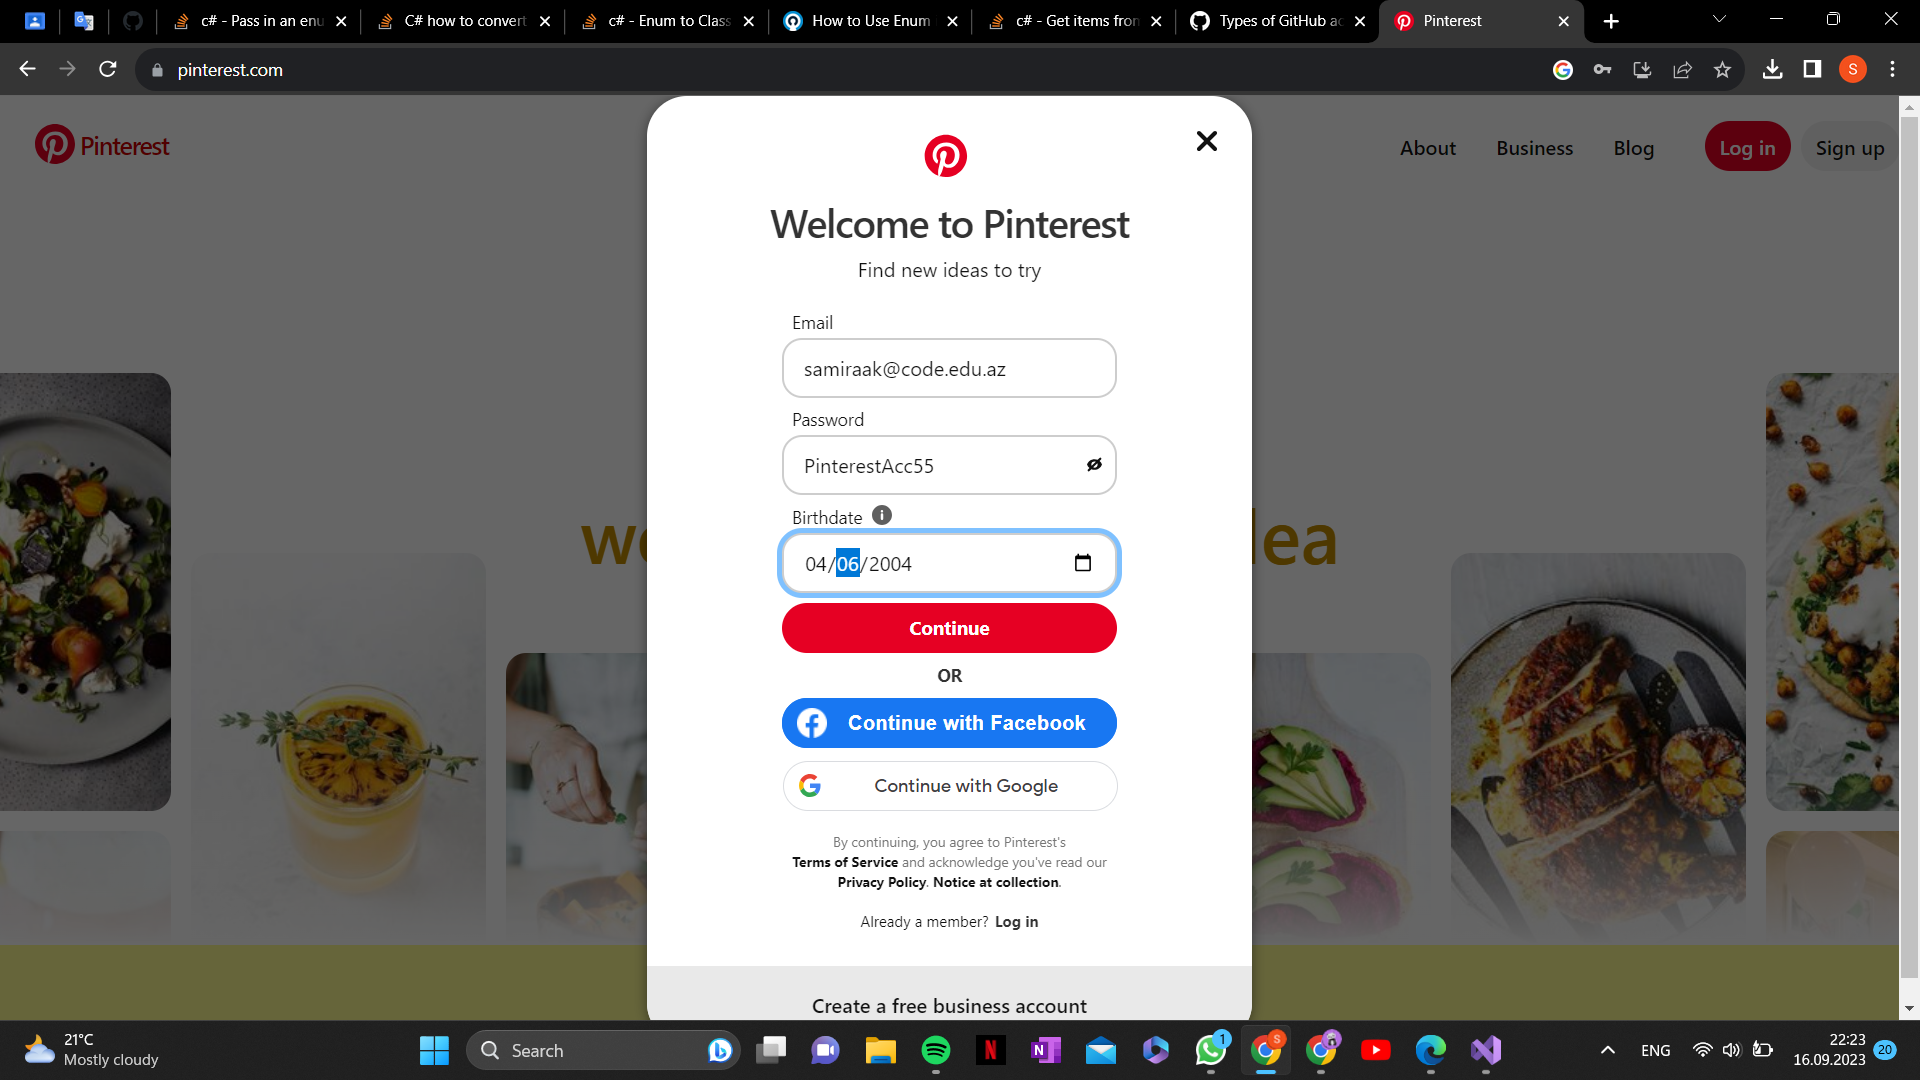 c# - Pass in an enu
C# how to convert
c# - Enum to Class
How to Use Enum
c# - Get items fron
Types of GitHub ac
Pinterest
pinterest.com
S
Pinterest
About
Business
Blog
Log in
Sign up
Welcome to Pinterest
Find new ideas to try
Email
samiraak@code.edu.az
Password
PinterestAcc55
Birthdate
04/06/2004
we
dea
Continue
OR
Continue with Facebook
Continue with Google
By continuing, you agree to Pinterest's
Terms of Service and acknowledge you've read our
Privacy Policy. Notice at collection.
Already a member? Log in
Create a free business account
21°C
Mostly cloudy
Search
1
S
ENG
22:23
16.09.2023
20